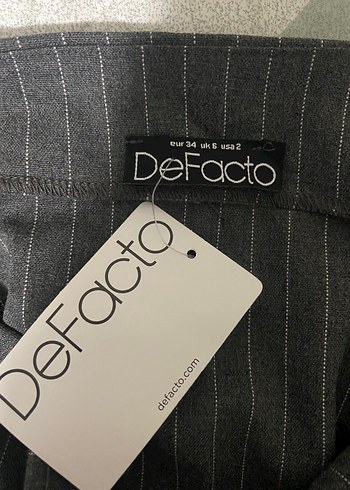 eur 34 uk 6 usa 2
DeFacto
DeFacto
defacto.com